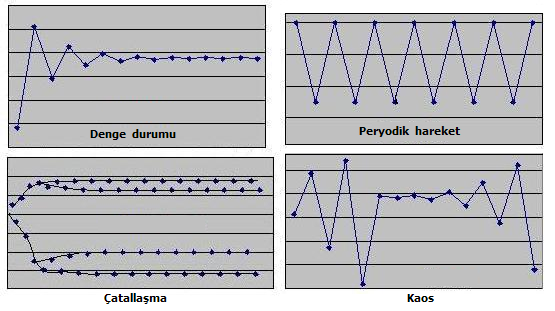 Denge durumu
Peryodik hareket
Çatallaşma
Kaos